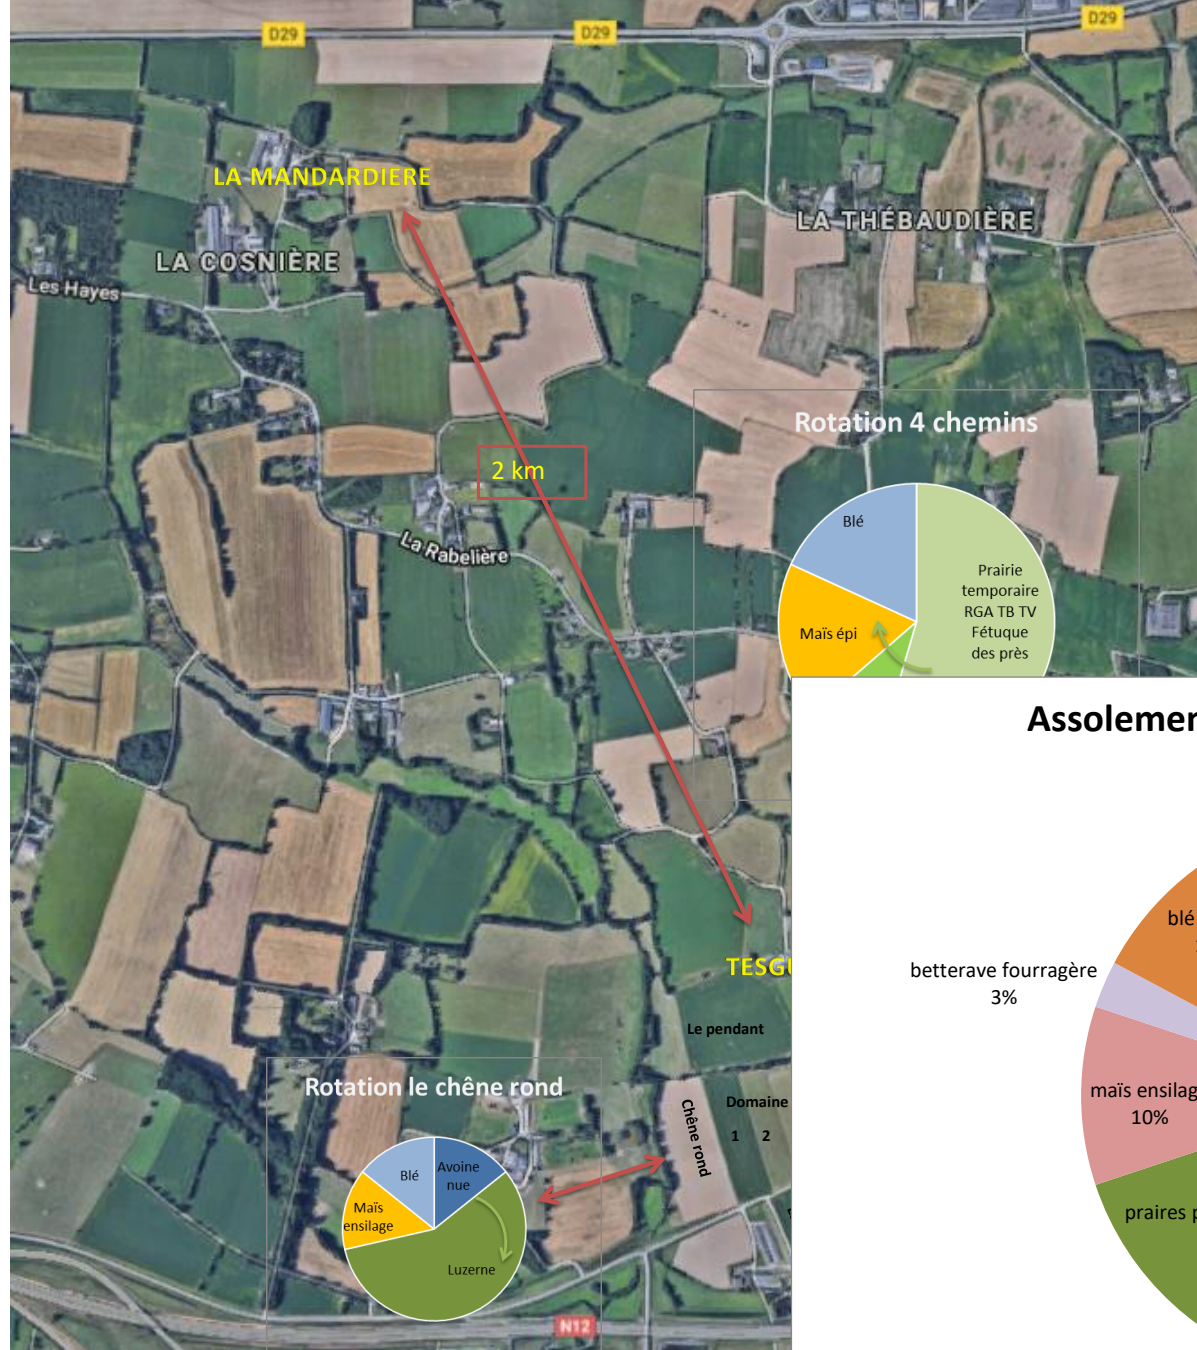 D29
D29
D29
LA MANDARDIERE
LA COSNIÈRE
Les Hayes
LA THÉBAUDIÈRE
2 km
La Rabelière
Rotation 4 chemins
Blé
Prairie
temporaire
RGA TB TV
Fétuque
des près
Maïs épi
Assolemen
blé
betterave fourragère
3%
maïs ensilag
10%
praires p
TESGU
Le pendant
Domaine
1 2
Chêne rond
Rotation le chêne rond
Blé
Avoine
nue
Maïs
ensilage
Luzerne
N12